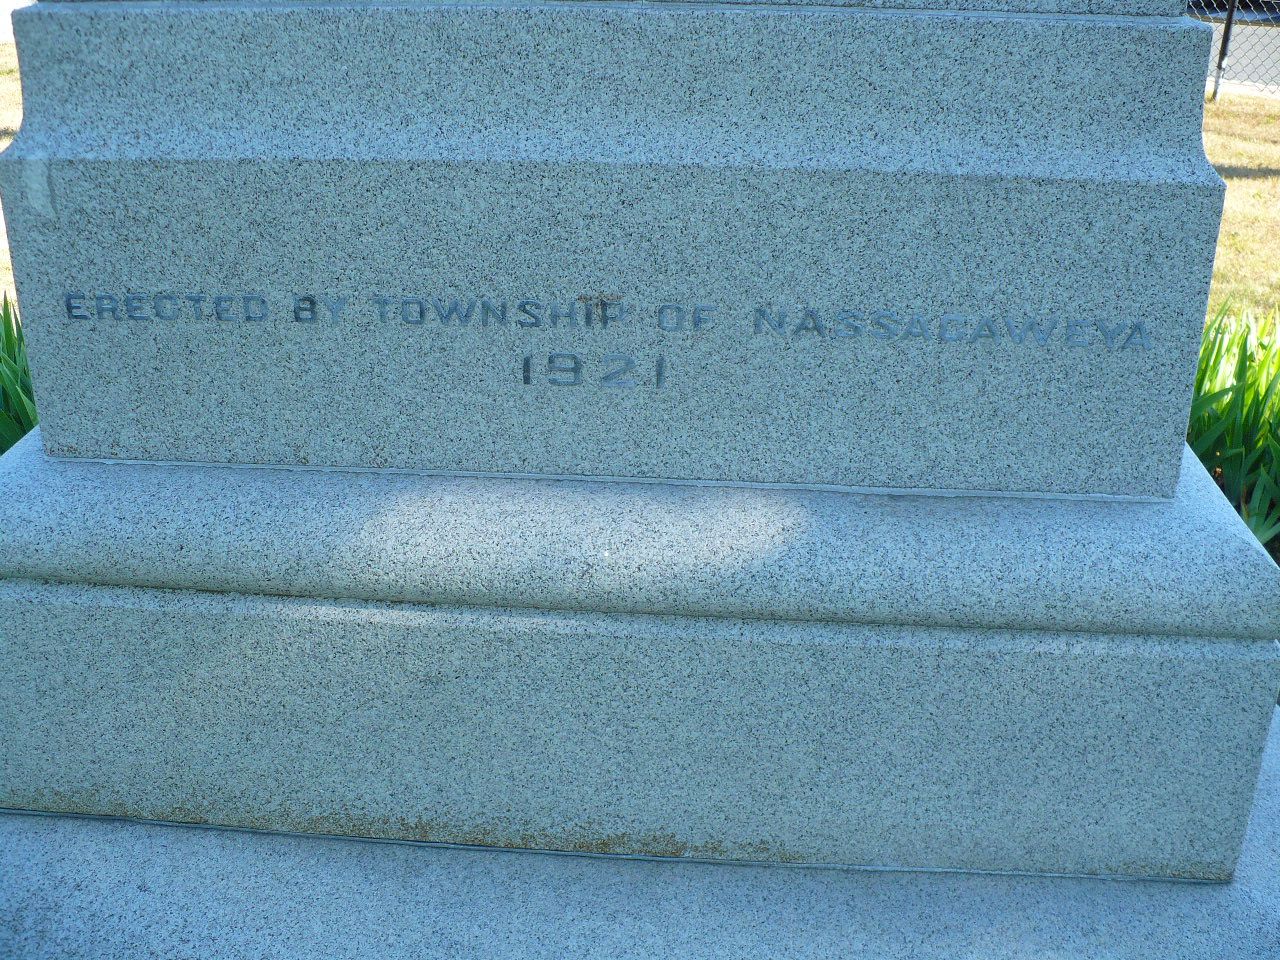 ERECTED BY TOWNSHIP OF NASSAGAWEYA
1921